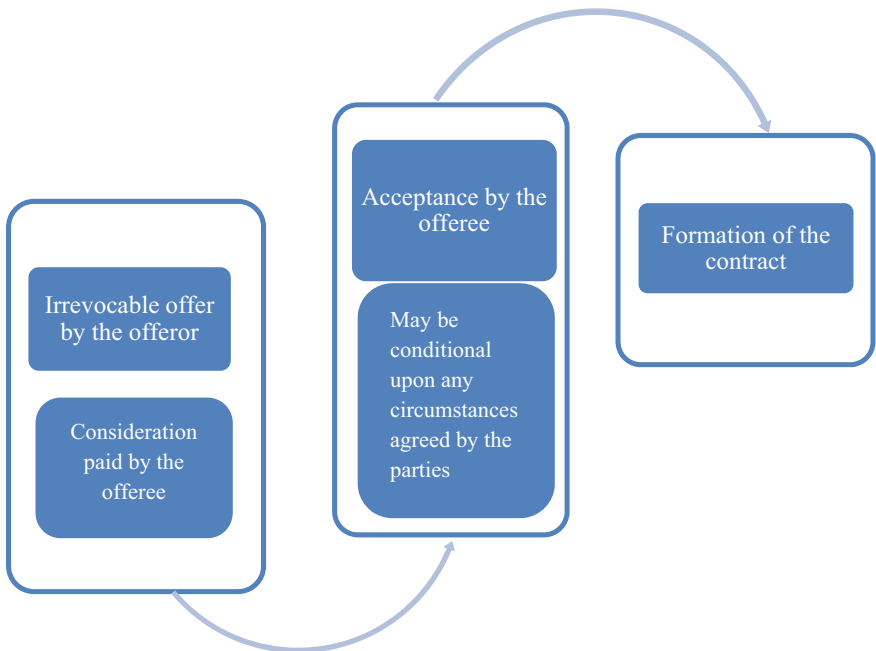 Irrevocable offer
by the offeror
Consideration
paid by the
offeree
Acceptance by the
offeree
May be
conditional
upon any
circumstances
agreed by the
parties
Formation of the
contract